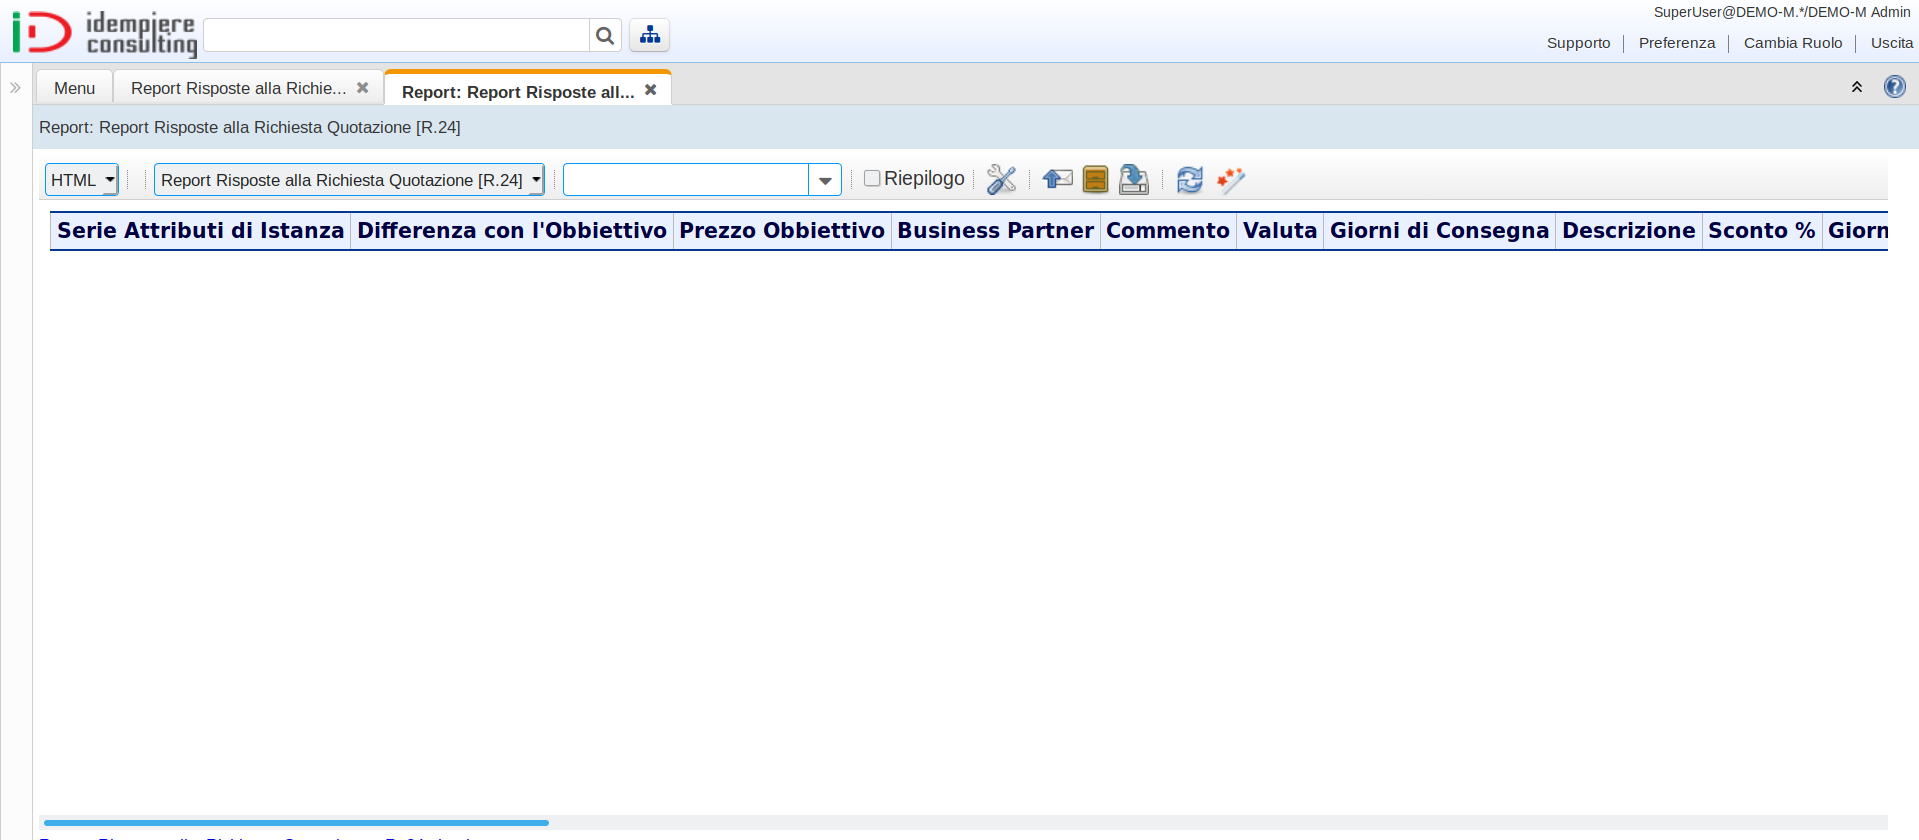 idempiere
consulting
SuperUser@DEMO-M.*/DEMO-M Admin
Supporto Preferenza Cambia Ruolo Uscita
Menu Report Risposte alla Richie... Report: Report Risposte all...
Report: Report Risposte alla Richiesta Quotazione [R.24]
HTML Report Risposte alla Richiesta Quotazione [R.24] Riepilogo
Serie Attributi di Istanza Differenza con l'Obbiettivo Prezzo Obbiettivo Business Partner Commento Valuta Giorni di Consegna Descrizione Sconto % Giorn